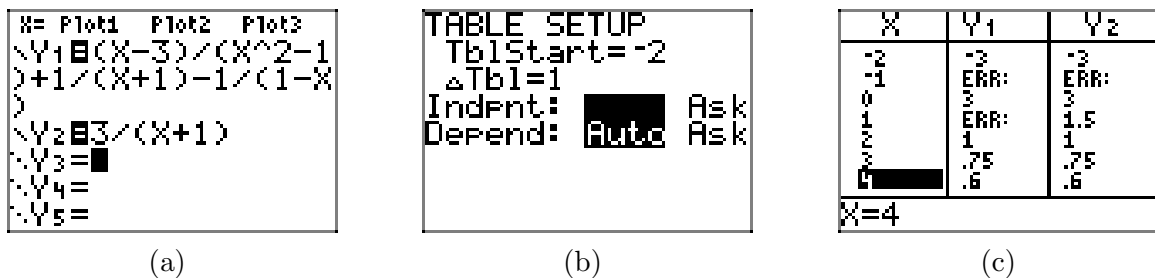 X= Plot1 Plot2 Plot3
\Y1=(X-3)/(X^2-1
)+1/(X+1)-1/(1-X
)
\Y2=3/(X+1)
\Y3=
\Y4=
\Y5=
(a)
TABLE SETUP
TblStart=-2
△Tbl=1
Indpnt: Ask
Depend: Auto Ask
(b)
X Y1 Y2
-2 -3 -3
-1 ERR: ERR:
0 3 3
1 ERR: 1.5
2 1 1
3 .75 .75
4 .6 .6
X=4
(c)